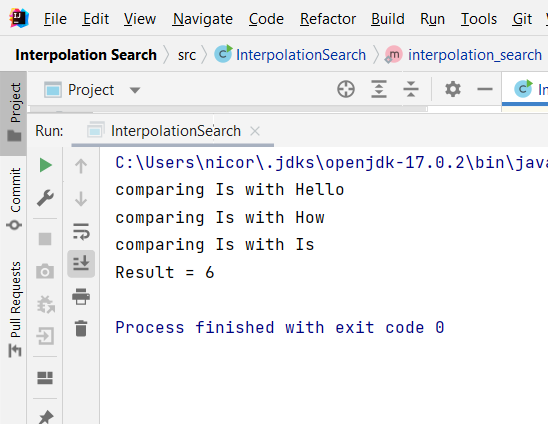 File Edit View Navigate Code Refactor Build Run Tools Git
Interpolation Search src InterpolationSearch interpolation_search
Project
Project
Run: InterpolationSearch
C:\Users\nicor\.jdks\openjdk-17.0.2\bin\java
comparing Is with Hello
comparing Is with How
comparing Is with Is
Result = 6
Process finished with exit code 0
Commit
Pull Requests